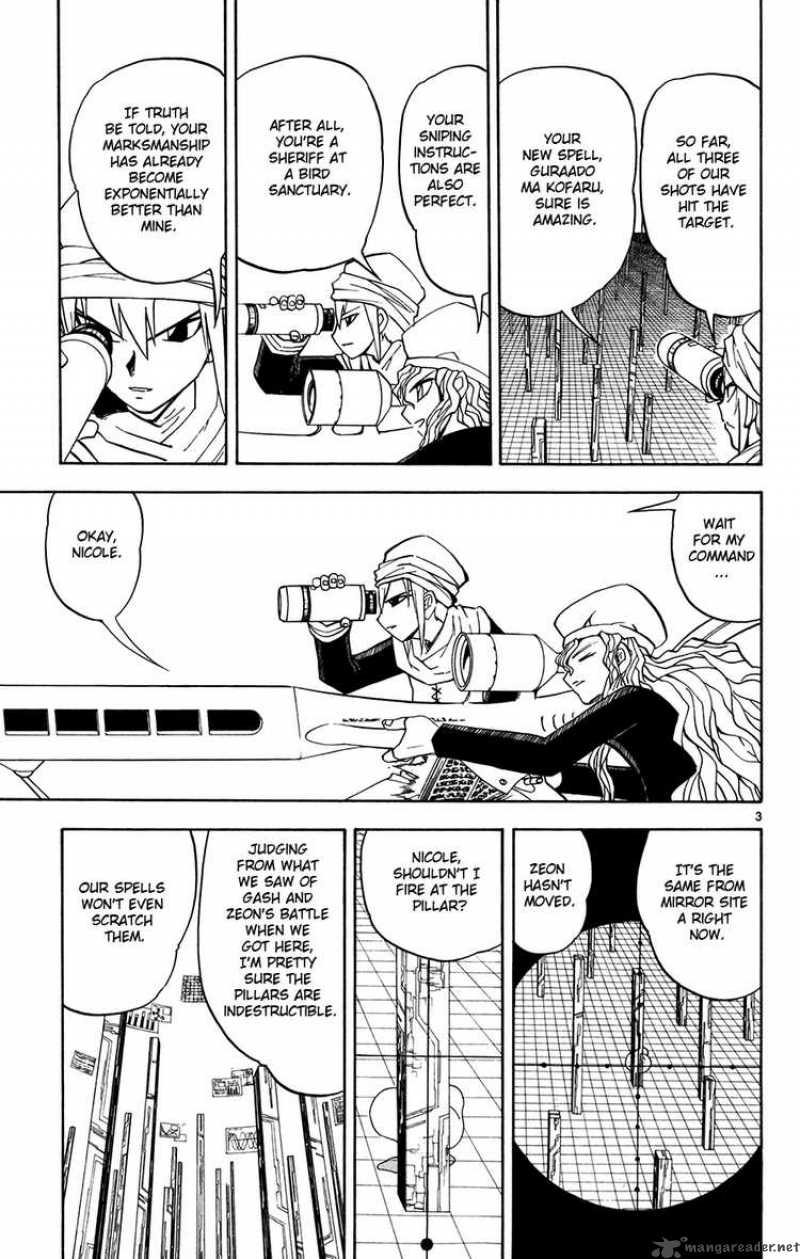 SO FAR,
ALL THREE
OF OUR
SHOTS HAVE
HIT THE
TARGET.
YOUR
NEW SPELL,
GURAADO
MA KOFARU,
SURE IS
AMAZING.
YOUR
SNIPING
INSTRUC-
TIONS ARE
ALSO
PERFECT.
AFTER ALL,
YOU'RE A
SHERIFF AT
A BIRD
SANCTUARY.
IF TRUTH
BE TOLD, YOUR
MARKSMANSHIP
HAS ALREADY
BECOME
EXPONENTIALLY
BETTER THAN
MINE.
WAIT
FOR MY
COMMAND
...
OKAY,
NICOLE.
3
IT'S THE
SAME FROM
MIRROR SITE
A RIGHT
NOW.
ZEON
HASN'T
MOVED.
NICOLE,
SHOULDN'T I
FIRE AT THE
PILLAR?
JUDGING
FROM WHAT
WE SAW OF
GASH AND
ZEON'S BATTLE
WHEN WE
GOT HERE,
I'M PRETTY
SURE THE
PILLARS ARE
INDESTRUCTIBLE.
OUR SPELLS
WON'T EVEN
SCRATCH
THEM.
mangareader.net